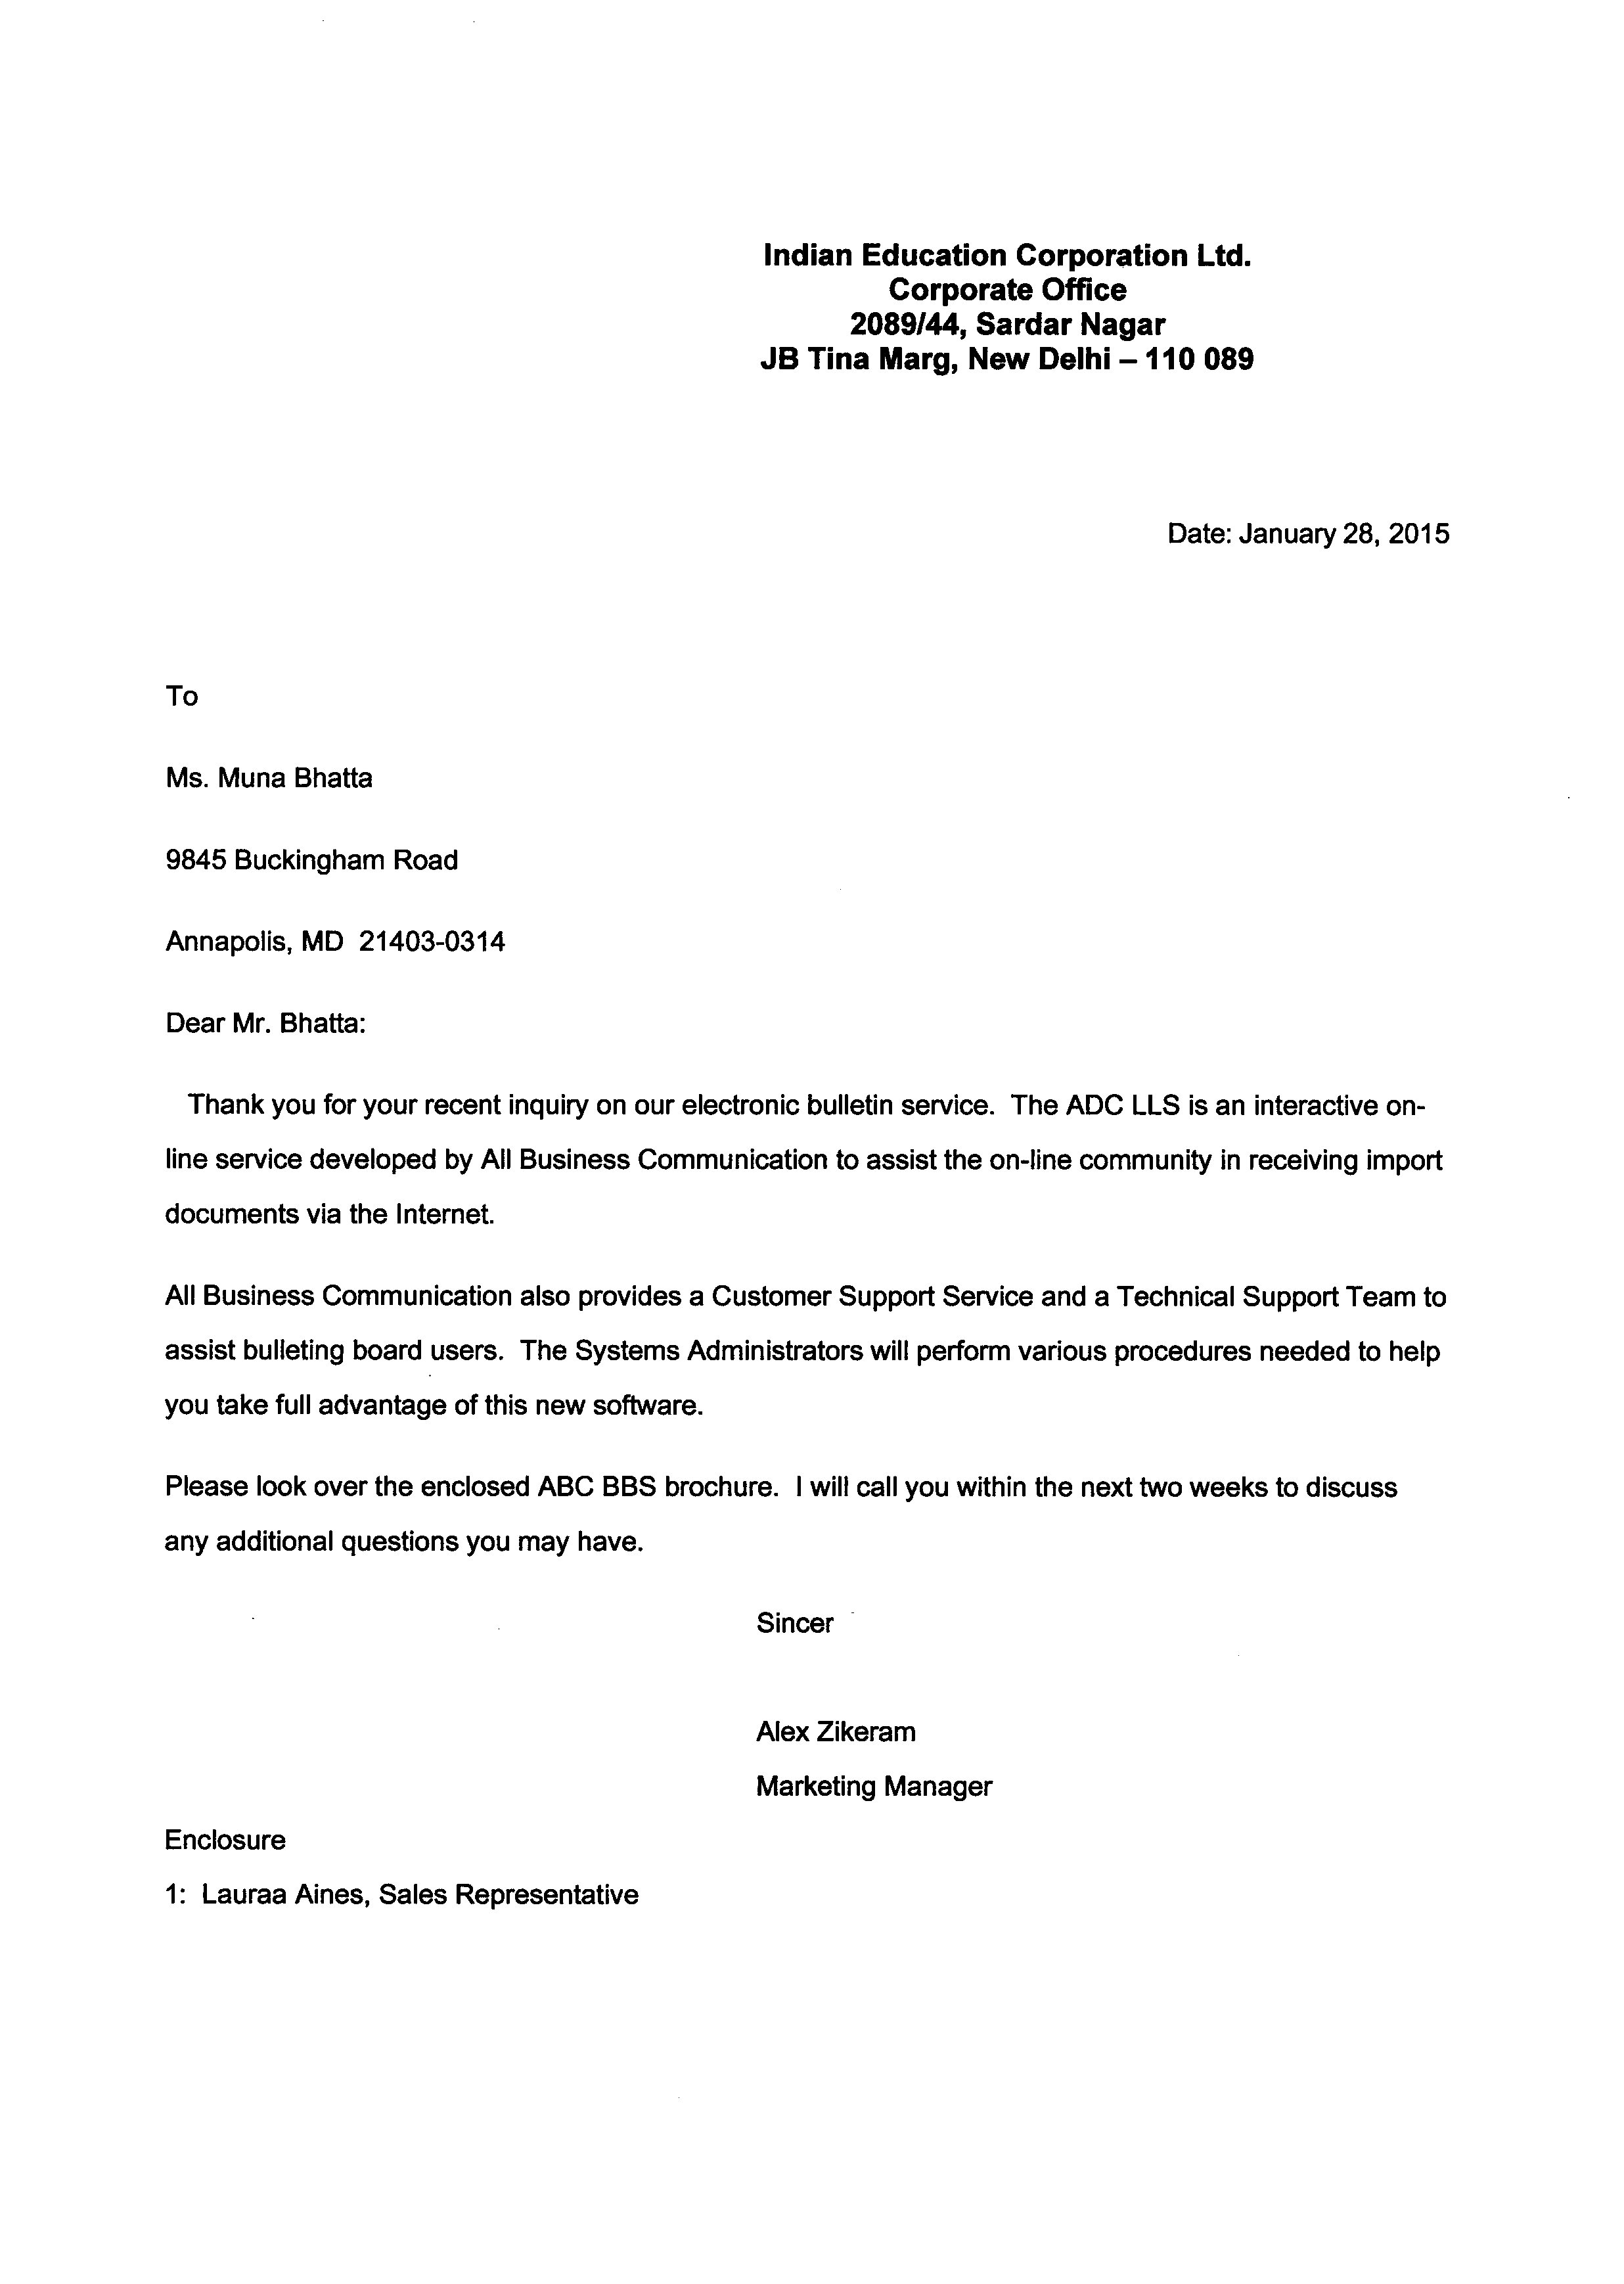 Indian Education Corporation Ltd.
Corporate Office
2089/44, Sardar Nagar
JB Tina Marg, New Delhi – 110 089
Date: January 28, 2015
To
Ms. Muna Bhatta
9845 Buckingham Road
Annapolis, MD  21403-0314
Dear Mr. Bhatta:
Thank you for your recent inquiry on our electronic bulletin service.  The ADC LLS is an interactive on-
line service developed by All Business Communication to assist the on-line community in receiving import
documents via the Internet.
All Business Communication also provides a Customer Support Service and a Technical Support Team to
assist bulleting board users.  The Systems Administrators will perform various procedures needed to help
you take full advantage of this new software.
Please look over the enclosed ABC BBS brochure.  I will call you within the next two weeks to discuss
any additional questions you may have.
Sincer
Alex Zikeram
Marketing Manager
Enclosure
1:  Lauraa Aines, Sales Representative